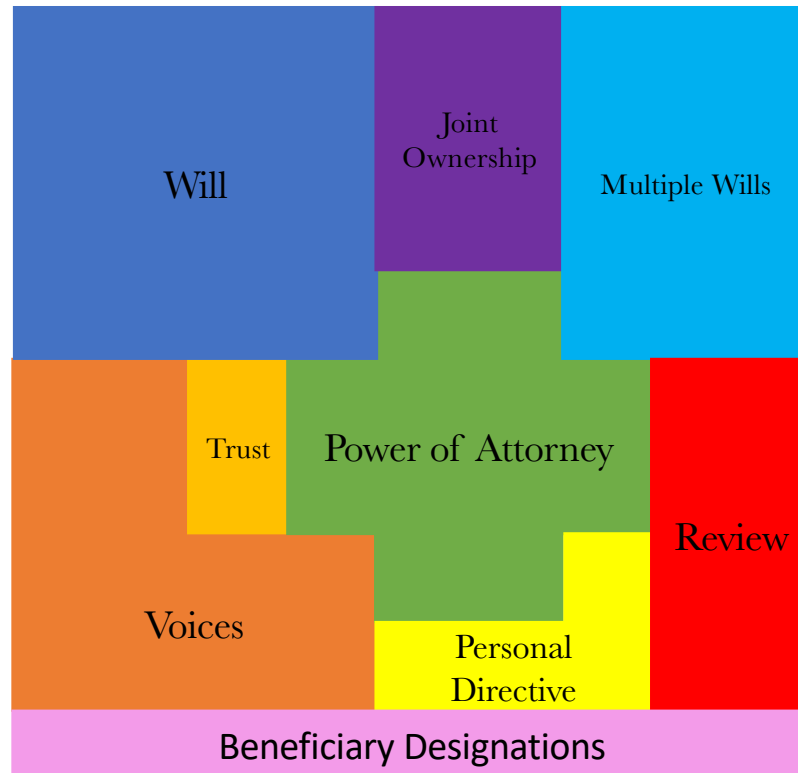 Will
Joint
Ownership
Multiple Wills
Trust
Power of Attorney
Review
Voices
Personal
Directive
Beneficiary Designations